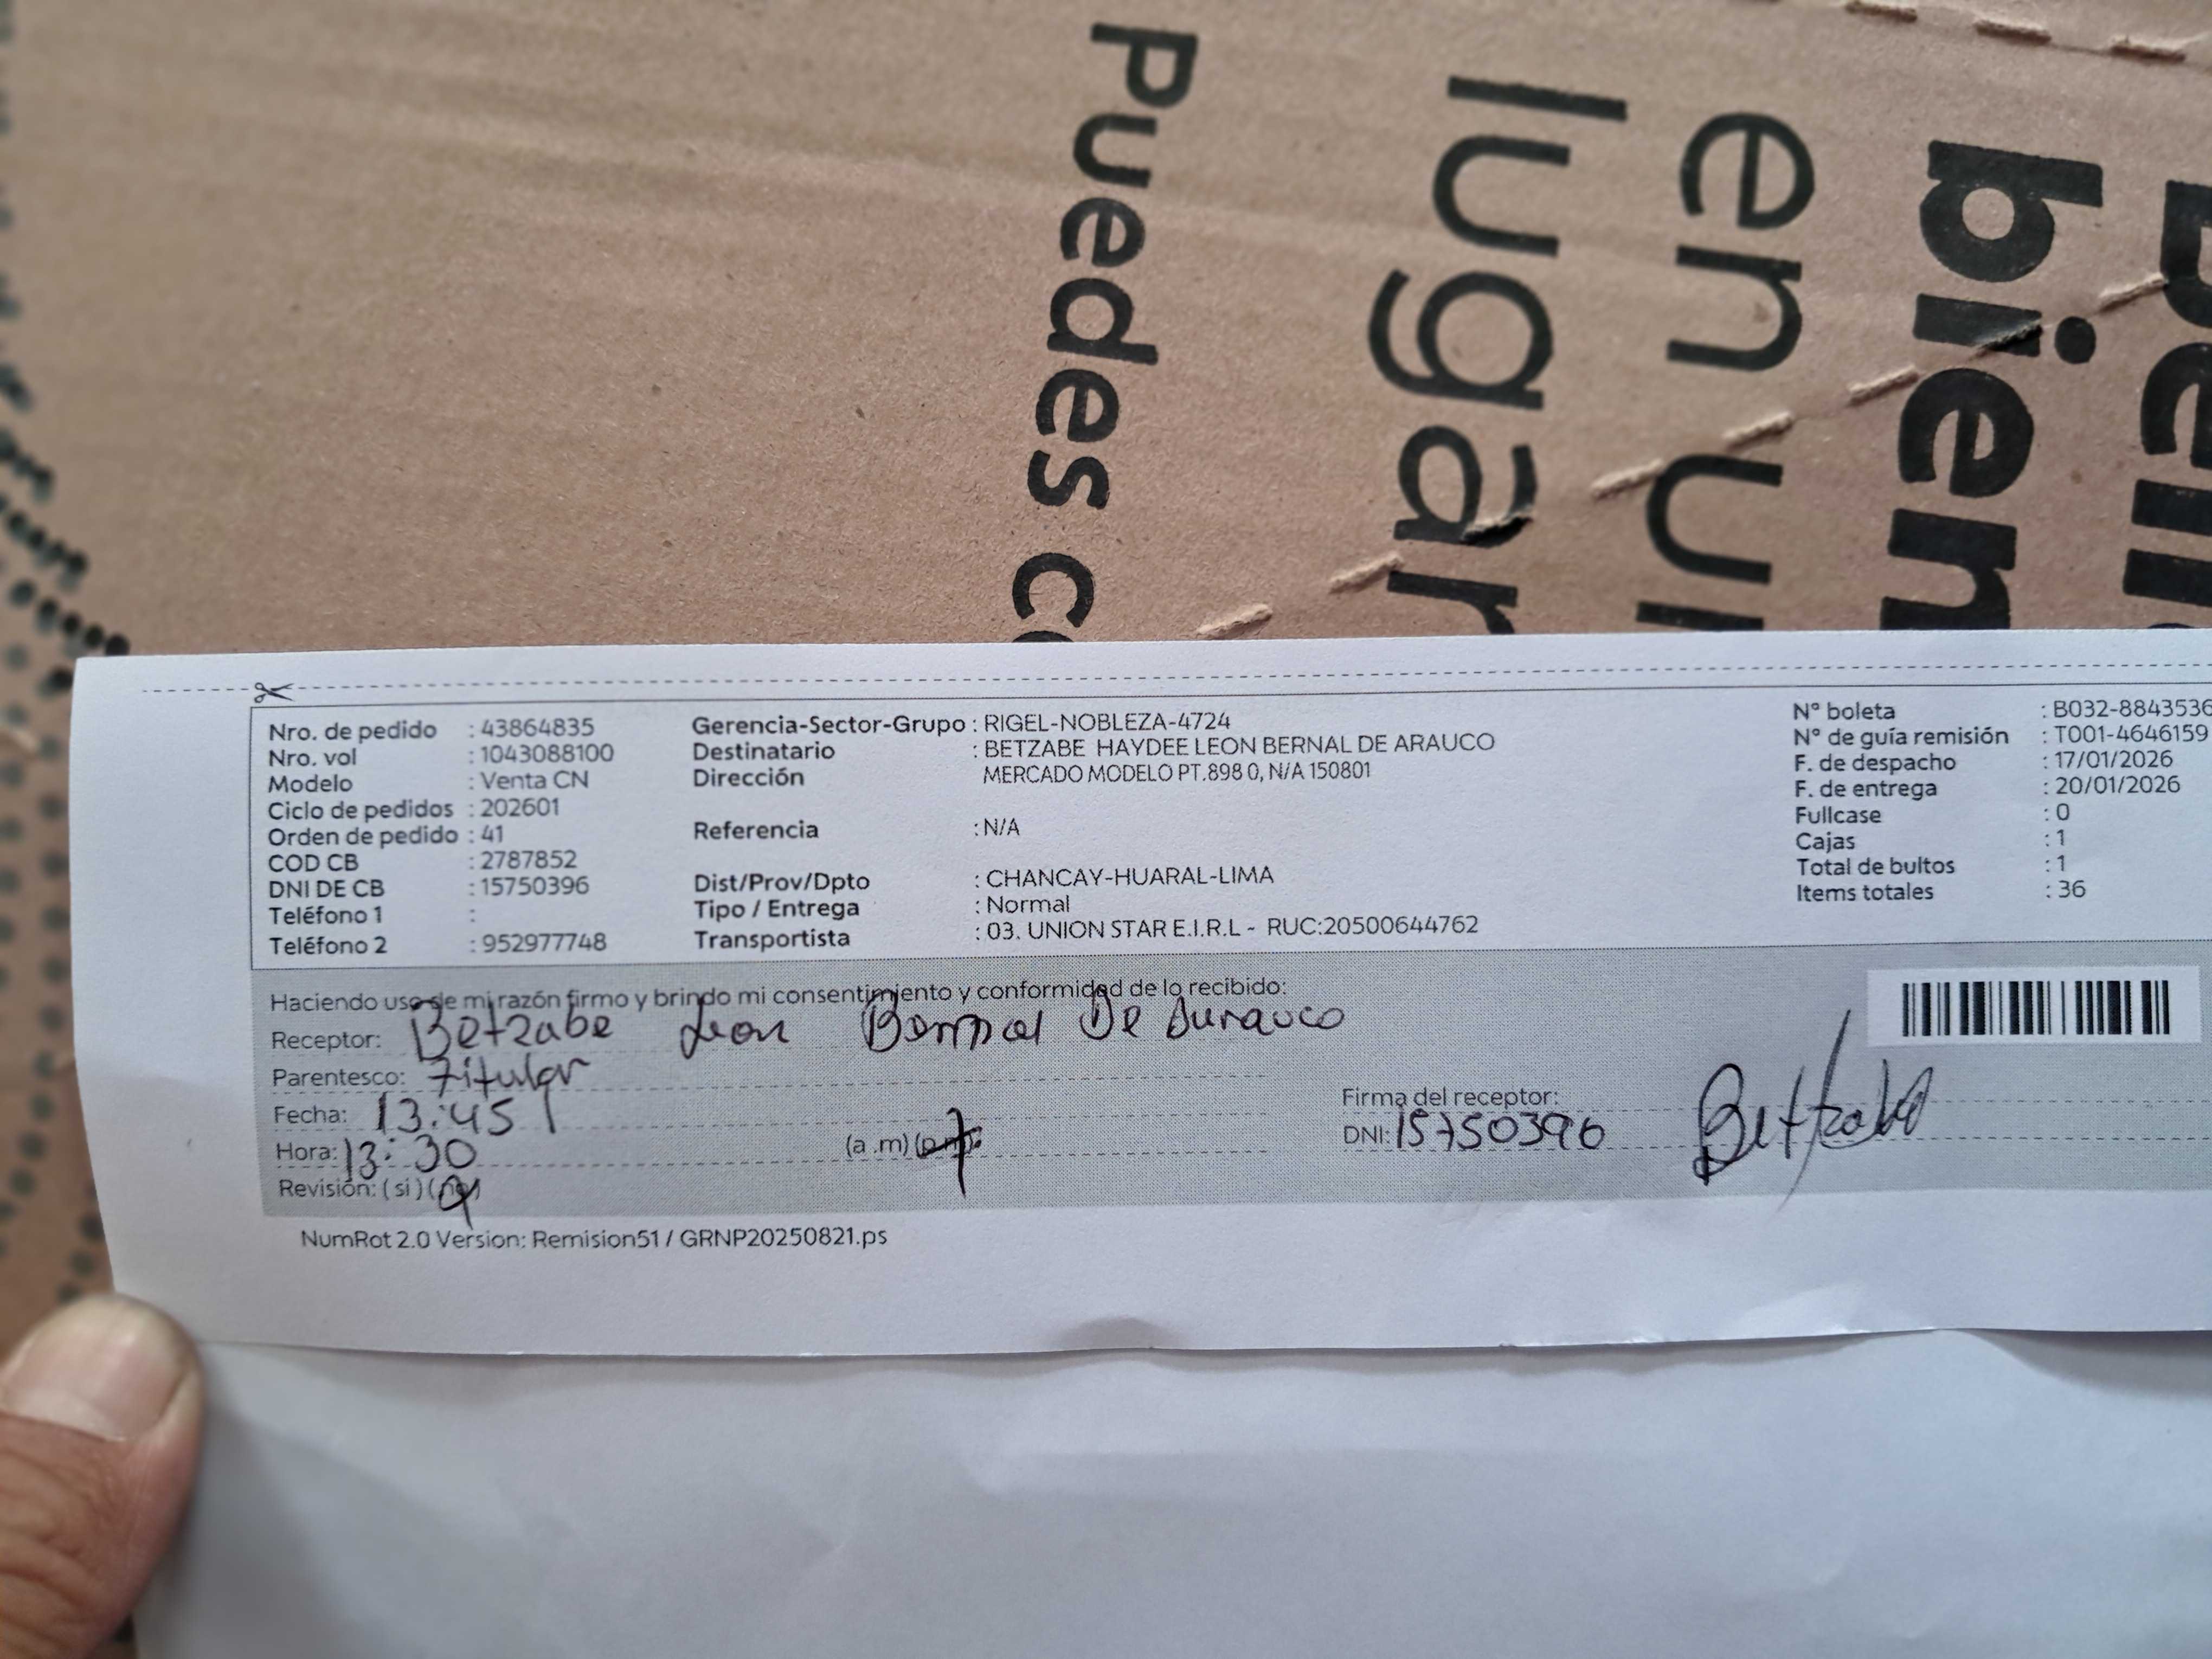 Puedes
lugar
en un
bien
Nro. de pedido : 43864835
Nro. vol : 1043088100
Modelo : Venta CN
Ciclo de pedidos : 202601
Orden de pedido : 41
COD CB : 2787852
DNI DE CB : 15750396
Teléfono 1 :
Teléfono 2 : 952977748
Gerencia-Sector-Grupo : RIGEL-NOBLEZA-4724
Destinatario : BETZABE HAYDEE LEON BERNAL DE ARAUCO
Dirección MERCADO MODELO PT.898 0, N/A 150801
Referencia : N/A
Dist/Prov/Dpto : CHANCAY-HUARAL-LIMA
Tipo / Entrega : Normal
Transportista : 03. UNION STAR E.I.R.L - RUC:20500644762
N° boleta : B032-8843536
N° de guía remisión : T001-4646159
F. de despacho : 17/01/2026
F. de entrega : 20/01/2026
Fullcase : 0
Cajas : 1
Total de bultos : 1
Items totales : 36
Haciendo uso de mi razón firmo y brindo mi consentimiento y conformidad de lo recibido:
Receptor: Betzabe Leon Bernal De Aurauco
Parentesco: Titular
Fecha: 13:45
Hora: 13:30 (a .m) (p.m):
Revisión: ( si ) (no)
Firma del receptor: Betzabe
DNI: 15750396
NumRot 2.0 Version: Remision51 / GRNP20250821.ps